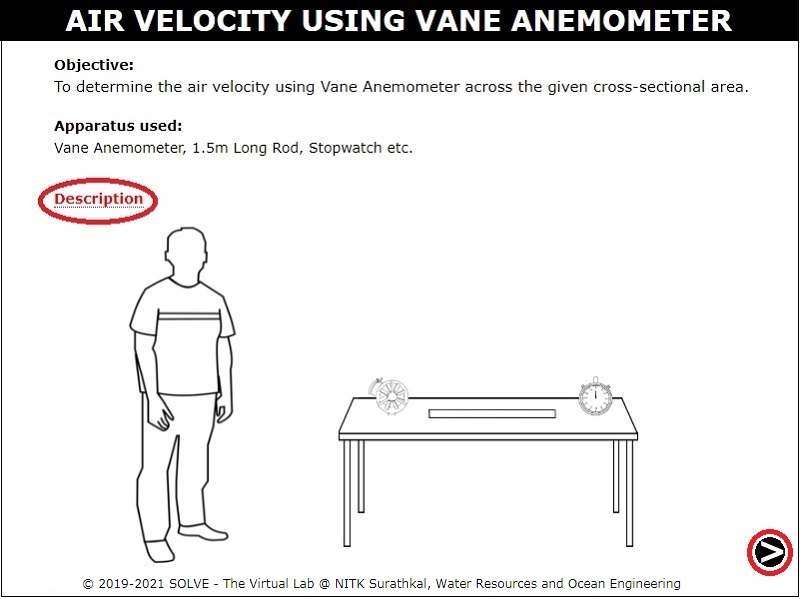 AIR VELOCITY USING VANE ANEMOMETER
Objective:
To determine the air velocity using Vane Anemometer across the given cross-sectional area.
Apparatus used:
Vane Anemometer, 1.5m Long Rod, Stopwatch etc.
Description
© 2019-2021 SOLVE - The Virtual Lab @ NITK Surathkal, Water Resources and Ocean Engineering